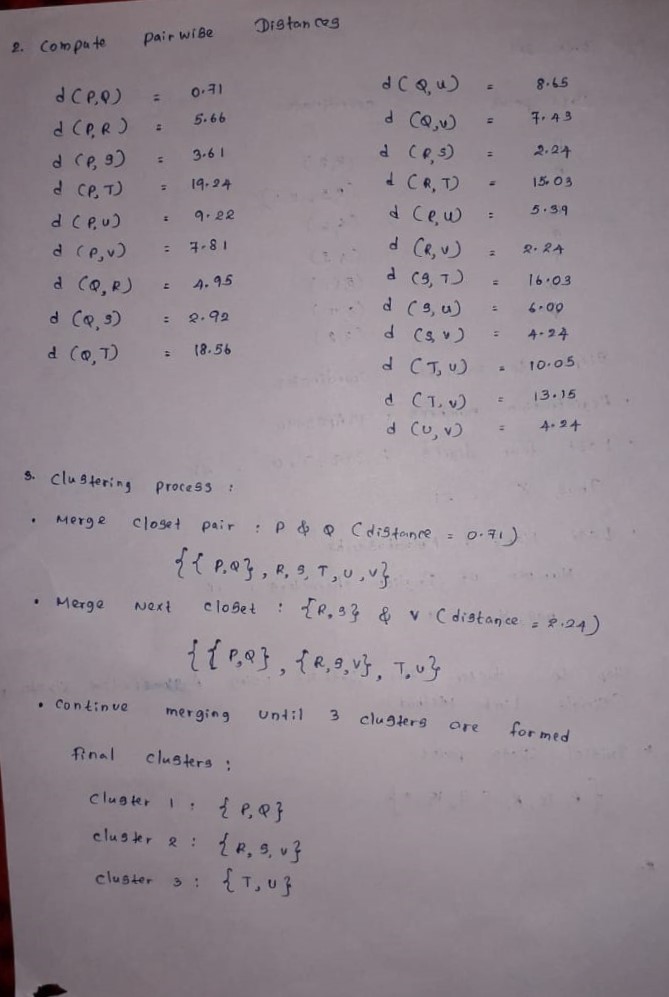 2. Compute pairwise Distances
d (P,Q) = 0.71
d (P,R) = 5.66
d (P,S) = 3.61
d (P,T) = 19.24
d (P,U) = 9.22
d (P,V) = 7.81
d (Q,R) = 4.95
d (Q,S) = 2.92
d (Q,T) = 18.56
d (Q,U) = 8.65
d (Q,V) = 7.43
d (R,S) = 2.24
d (R,T) = 15.03
d (R,U) = 5.39
d (R,V) = 2.24
d (S,T) = 16.03
d (S,U) = 6.00
d (S,V) = 4.24
d (T,U) = 10.05
d (T,V) = 13.15
d (U,V) = 4.24
3. Clustering process :
• Merge closet pair : P & Q (distance = 0.71)
{{P,Q}, R, S, T, U, V}
• Merge Next closet : {R,S} & V (distance = 2.24)
{{P,Q}, {R,S,V}, T, U}
• Continue merging until 3 clusters are formed
final clusters :
Cluster 1 : {P,Q}
Cluster 2 : {R,S,V}
Cluster 3 : {T,U}